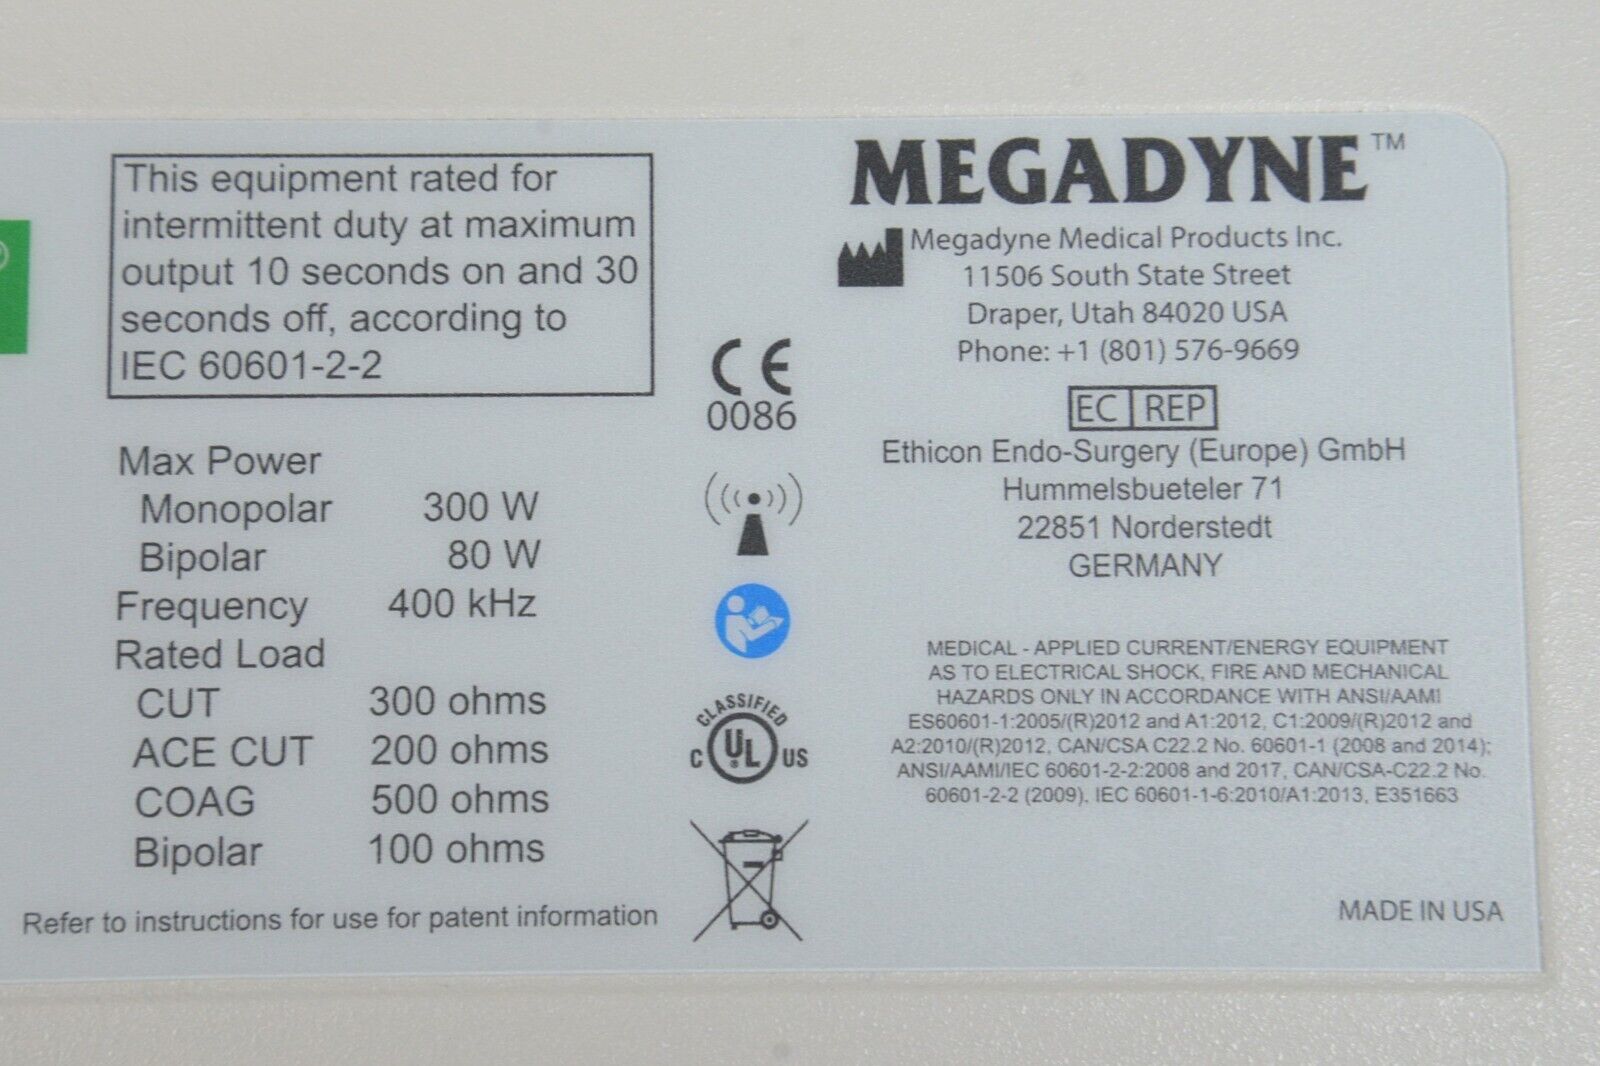 ®
This equipment rated for
intermittent duty at maximum
output 10 seconds on and 30
seconds off, according to
IEC 60601-2-2
Max Power
Monopolar 300 W
Bipolar 80 W
Frequency 400 kHz
Rated Load
CUT 300 ohms
ACE CUT 200 ohms
COAG 500 ohms
Bipolar 100 ohms
Refer to instructions for use for patent information
CE
0086
CLASSIFIED
C UL® US
MEGADYNE™
Megadyne Medical Products Inc.
11506 South State Street
Draper, Utah 84020 USA
Phone: +1 (801) 576-9669
EC REP
Ethicon Endo-Surgery (Europe) GmbH
Hummelsbueteler 71
22851 Norderstedt
GERMANY
MEDICAL - APPLIED CURRENT/ENERGY EQUIPMENT
AS TO ELECTRICAL SHOCK, FIRE AND MECHANICAL
HAZARDS ONLY IN ACCORDANCE WITH ANSI/AAMI
ES60601-1:2005/(R)2012 and A1:2012, C1:2009/(R)2012 and
A2:2010/(R)2012, CAN/CSA C22.2 No. 60601-1 (2008 and 2014);
ANSI/AAMI/IEC 60601-2-2:2008 and 2017, CAN/CSA-C22.2 No.
60601-2-2 (2009), IEC 60601-1-6:2010/A1:2013, E351663
MADE IN USA